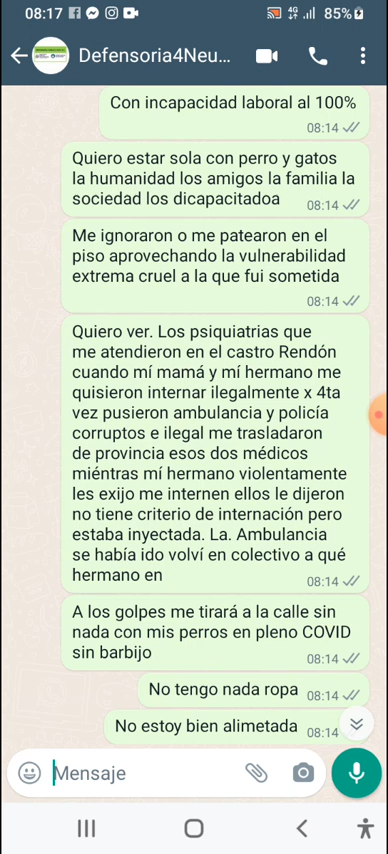 08:17
4G
85%
Defensoria4Neu...
Con incapacidad laboral al 100%
08:14
Quiero estar sola con perro y gatos
la humanidad los amigos la familia la
sociedad los dicapacitadoa
08:14
Me ignoraron o me patearon en el
piso aprovechando la vulnerabilidad
extrema cruel a la que fui sometida
08:14
Quiero ver. Los psiquiatrias que
me atendieron en el castro Rendón
cuando mí mamá y mí hermano me
quisieron internar ilegalmente x 4ta
vez pusieron ambulancia y policía
corruptos e ilegal me trasladaron
de provincia esos dos médicos
miéntras mí hermano violentamente
les exijo me internen ellos le dijeron
no tiene criterio de internación pero
estaba inyectada. La. Ambulancia
se había ido volví en colectivo a qué
hermano en
08:14
A los golpes me tirará a la calle sin
nada con mis perros en pleno COVID
sin barbijo
08:14
No tengo nada ropa
08:14
No estoy bien alimetada
08:14
Mensaje